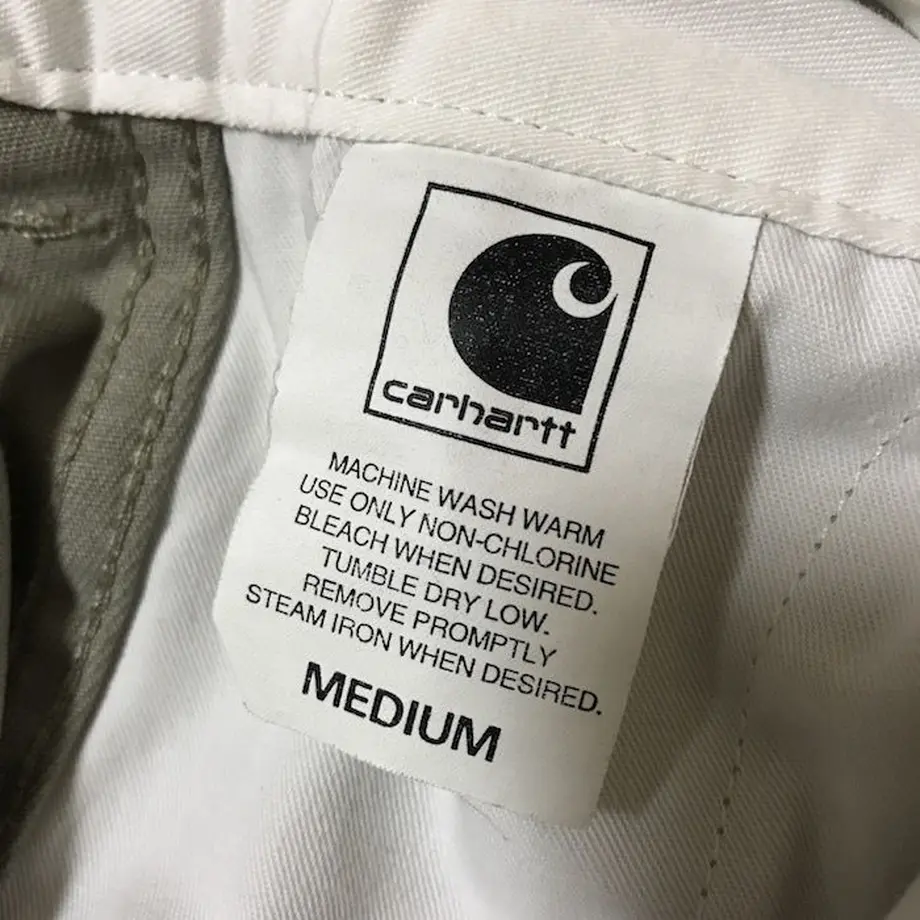 carhartt
MACHINE WASH WARM
USE ONLY NON-CHLORINE
BLEACH WHEN DESIRED.
TUMBLE DRY LOW.
REMOVE PROMPTLY
STEAM IRON WHEN DESIRED.
MEDIUM